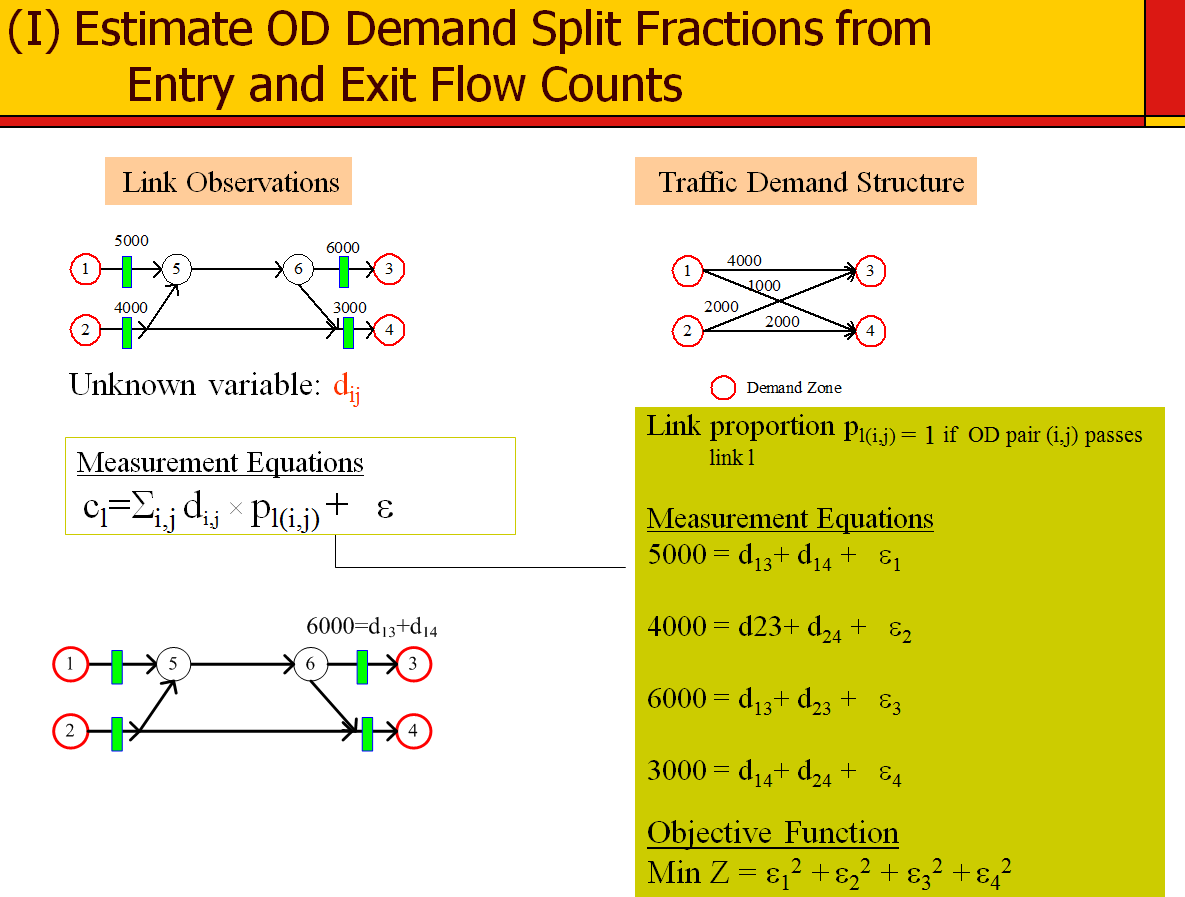 (I) Estimate OD Demand Split Fractions from
Entry and Exit Flow Counts
Link Observations
5000
6000
1
5
6
3
4000
3000
2
4
Unknown variable: dij
Measurement Equations
cl=Σi,j di,j × pl(i,j)+ ε
6000=d13+d14
1
5
6
3
2
4
Traffic Demand Structure
4000
1
3
1000
2000
2000
2
4
Demand Zone
Link proportion pl(i,j) = 1 if OD pair (i,j) passes
link l
Measurement Equations
5000 = d13+ d14 + ε1
4000 = d23+ d24 + ε2
6000 = d13+ d23 + ε3
3000 = d14+ d24 + ε4
Objective Function
Min Z = ε1² +ε2² + ε3² +ε4²